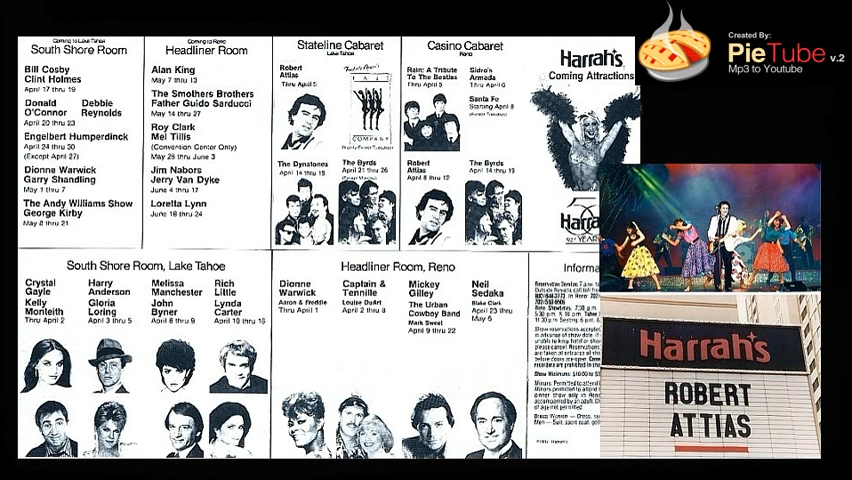 Coming to Lake Tahoe
South Shore Room
Bill Cosby
Clint Holmes
April 17 thru 19
Donald Debbie
O'Connor Reynolds
April 20 thru 23
Engelbert Humperdinck
April 24 thru 30
(Except April 27)
Dionne Warwick
Garry Shandling
May 1 thru 7
The Andy Williams Show
George Kirby
May 8 thru 21
Coming to Reno
Headliner Room
Alan King
May 7 thru 13
The Smothers Brothers
Father Guido Sarducci
May 14 thru 27
Roy Clark
Mel Tillis
(Convention Center Only)
May 28 thru June 3
Jim Nabors
Jerry Van Dyke
June 4 thru 17
Loretta Lynn
June 18 thru 24
Stateline Cabaret
Lake Tahoe
Robert
Attias
Thru April 5
COMPANY
The Dynatones
April 14 thru 19
The Byrds
April 21 thru 26
Casino Cabaret
Reno
Rain: A Tribute
To The Beatles
Thru April 5
Sidro's
Armada
Thru April 6
Santa Fe
Starting April 8
Robert
Attias
April 8 thru 12
The Byrds
April 14 thru 19
Harrah's
Coming Attractions
50
Harra
YEAR
South Shore Room, Lake Tahoe
Crystal
Gayle
Kelly
Monteith
Thru April 2
Harry
Anderson
Gloria
Loring
April 3 thru 5
Melissa
Manchester
John
Byner
April 8 thru 9
Rich
Little
Lynda
Carter
April 10 thru 16
Headliner Room, Reno
Dionne
Warwick
Aaron & Freddie
Thru April 1
Captain &
Tennille
Louise DuArt
April 2 thru 8
Mickey
Gilley
The Urban
Cowboy Band
Mark Sweet
April 9 thru 22
Neil
Sedaka
Blake Clark
April 23 thru
May 6
Informa
Created By:
PieTube v.2
Mp3 to Youtube
Harrah's
ROBERT
ATTIAS